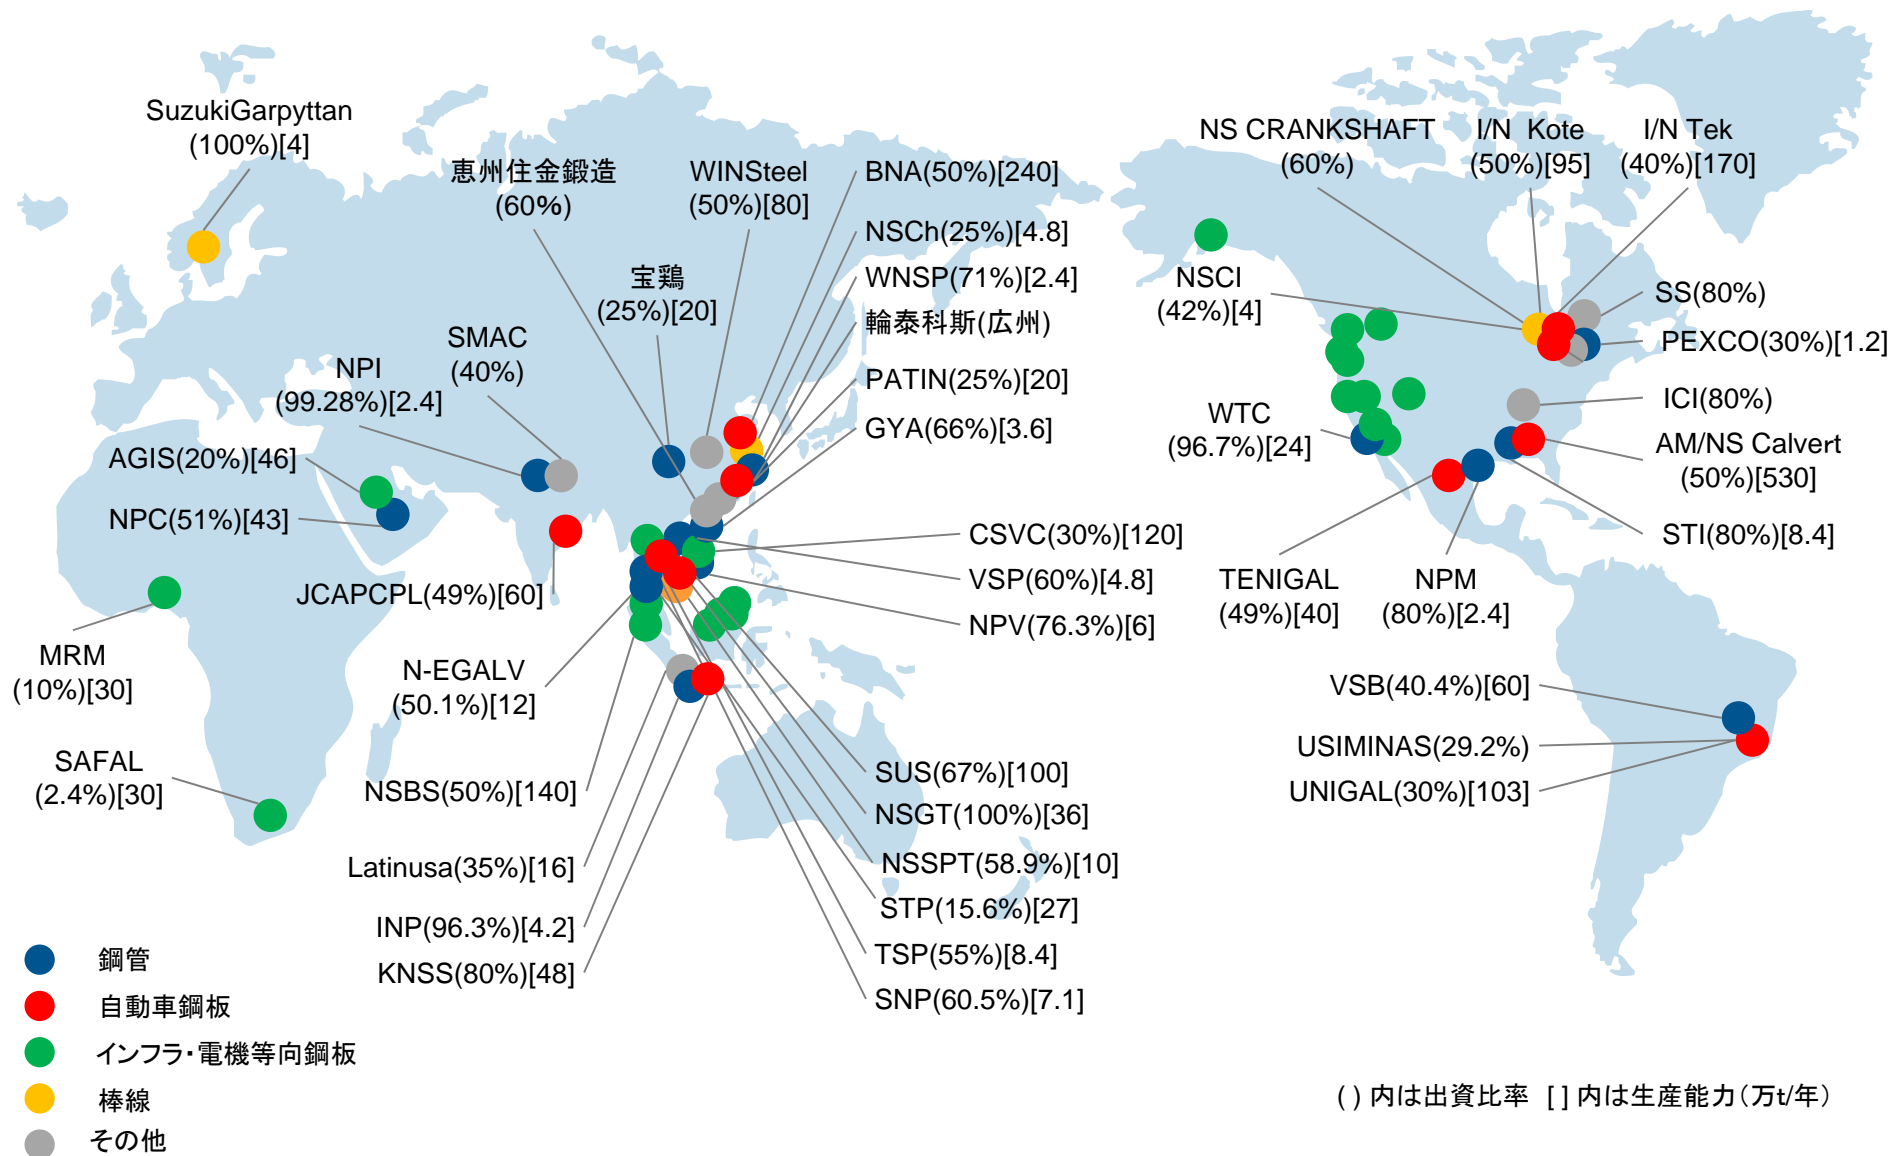 SuzukiGarpyttan
(100%)[4]
恵州住金鍛造
(60%)
WINSteel
(50%)[80]
BNA(50%)[240]
NSCh(25%)[4.8]
WNSP(71%)[2.4]
輪泰科斯(広州)
PATIN(25%)[20]
GYA(66%)[3.6]
宝鶏
(25%)[20]
SMAC
(40%)
NPI
(99.28%)[2.4]
AGIS(20%)[46]
NPC(51%)[43]
JCAPCPL(49%)[60]
MRM
(10%)[30]
SAFAL
(2.4%)[30]
N-EGALV
(50.1%)[12]
NSBS(50%)[140]
Latinusa(35%)[16]
INP(96.3%)[4.2]
KNSS(80%)[48]
CSVC(30%)[120]
VSP(60%)[4.8]
NPV(76.3%)[6]
SUS(67%)[100]
NSGT(100%)[36]
NSSPT(58.9%)[10]
STP(15.6%)[27]
TSP(55%)[8.4]
SNP(60.5%)[7.1]
NS CRANKSHAFT
(60%)
I/N Kote
(50%)[95]
I/N Tek
(40%)[170]
NSCI
(42%)[4]
SS(80%)
PEXCO(30%)[1.2]
ICI(80%)
AM/NS Calvert
(50%)[530]
STI(80%)[8.4]
WTC
(96.7%)[24]
TENIGAL
(49%)[40]
NPM
(80%)[2.4]
VSB(40.4%)[60]
USIMINAS(29.2%)
UNIGAL(30%)[103]
鋼管
自動車鋼板
インフラ・電機等向鋼板
棒線
その他
( ) 内は出資比率 [ ] 内は生産能力（万t/年）